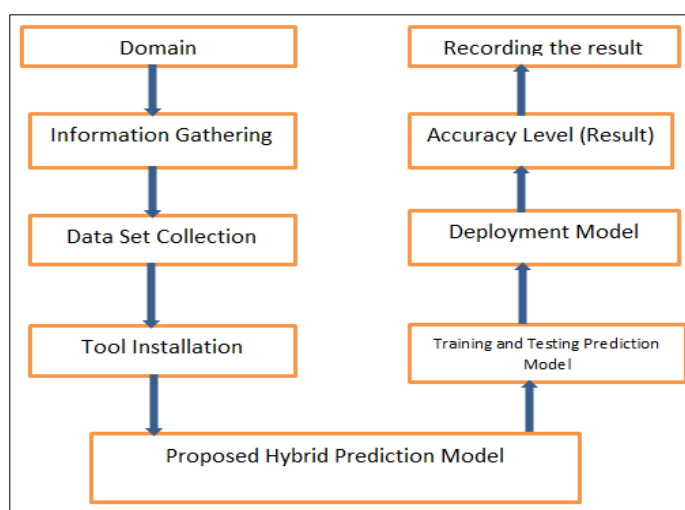 Domain
Information Gathering
Data Set Collection
Tool Installation
Proposed Hybrid Prediction Model
Training and Testing Prediction
Model
Deployment Model
Accuracy Level (Result)
Recording the result